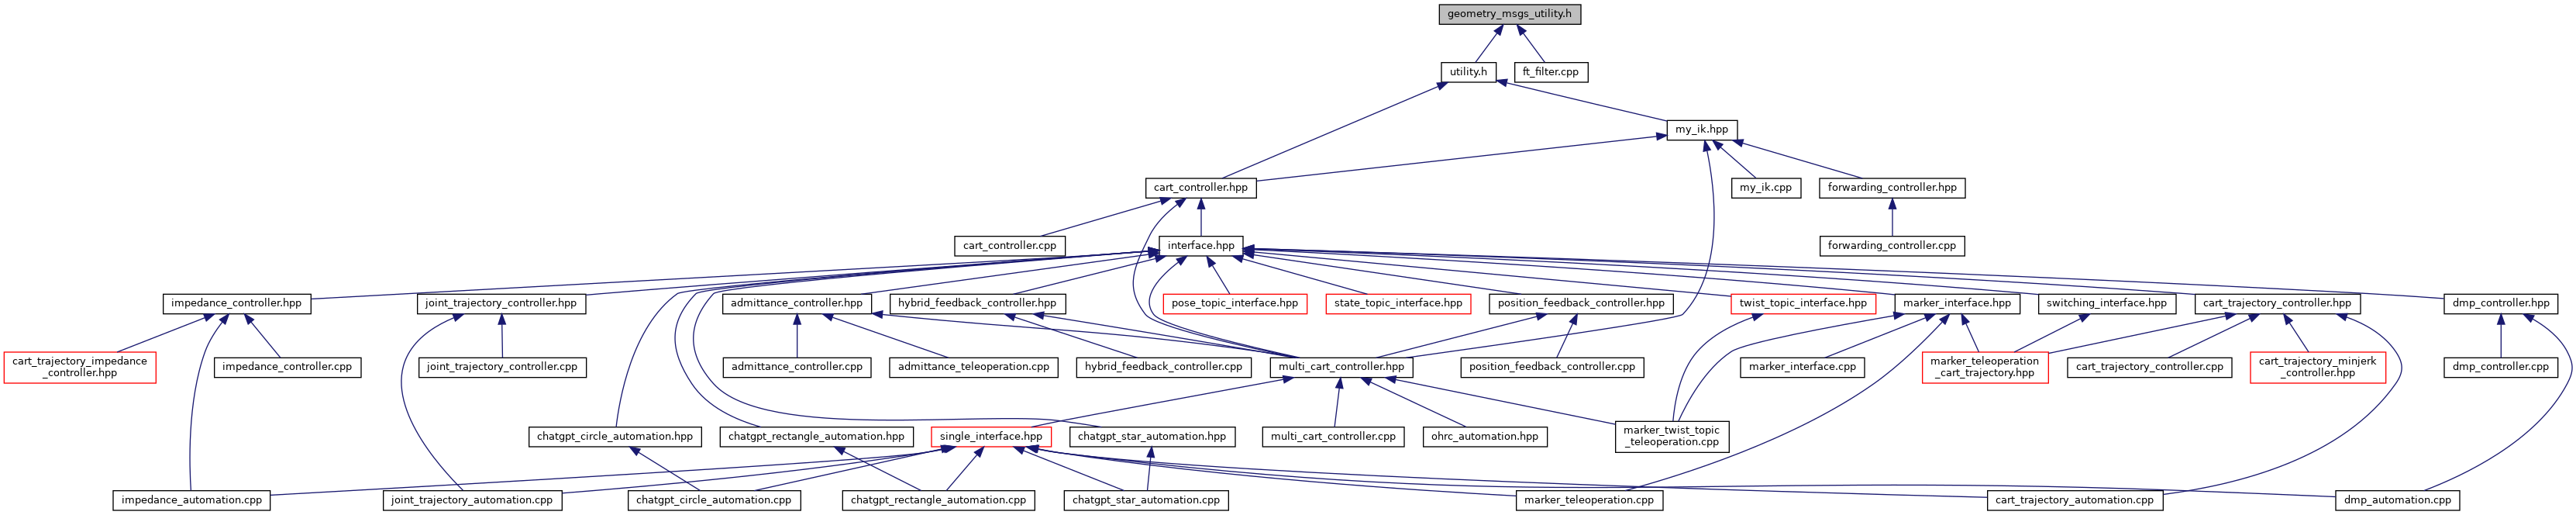 geometry_msgs_utility.h
utility.h
ft_filter.cpp
my_ik.hpp
cart_controller.hpp
my_ik.cpp
forwarding_controller.hpp
cart_controller.cpp
interface.hpp
forwarding_controller.cpp
impedance_controller.hpp
joint_trajectory_controller.hpp
admittance_controller.hpp
hybrid_feedback_controller.hpp
pose_topic_interface.hpp
state_topic_interface.hpp
position_feedback_controller.hpp
twist_topic_interface.hpp
marker_interface.hpp
switching_interface.hpp
cart_trajectory_controller.hpp
dmp_controller.hpp
cart_trajectory_impedance
_controller.hpp
impedance_controller.cpp
joint_trajectory_controller.cpp
admittance_controller.cpp
admittance_teleoperation.cpp
hybrid_feedback_controller.cpp
multi_cart_controller.hpp
position_feedback_controller.cpp
marker_interface.cpp
marker_teleoperation
_cart_trajectory.hpp
cart_trajectory_controller.cpp
cart_trajectory_minjerk
_controller.hpp
dmp_controller.cpp
chatgpt_circle_automation.hpp
chatgpt_rectangle_automation.hpp
single_interface.hpp
chatgpt_star_automation.hpp
multi_cart_controller.cpp
ohrc_automation.hpp
marker_twist_topic
_teleoperation.cpp
impedance_automation.cpp
joint_trajectory_automation.cpp
chatgpt_circle_automation.cpp
chatgpt_rectangle_automation.cpp
chatgpt_star_automation.cpp
marker_teleoperation.cpp
cart_trajectory_automation.cpp
dmp_automation.cpp